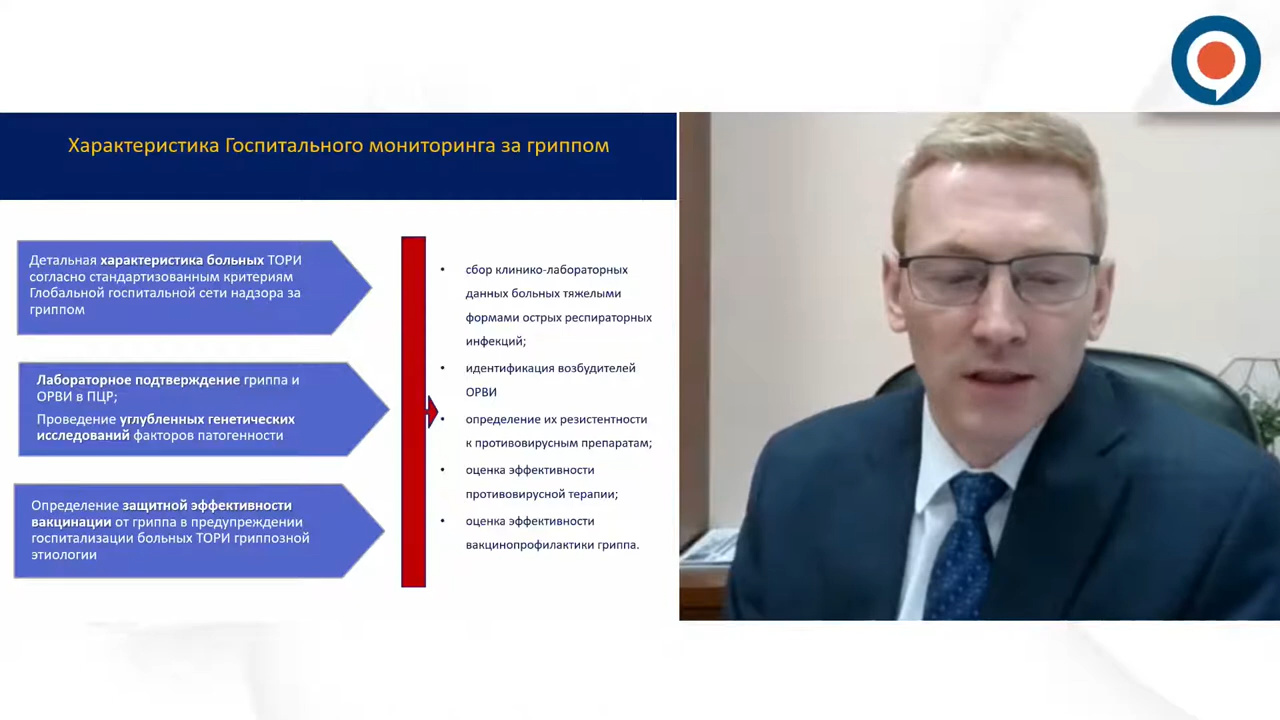 Характеристика Госпитального мониторинга за гриппом
Детальная характеристика больных ТОРИ
согласно стандартизованным критериям
Глобальной госпитальной сети надзора за
гриппом
Лабораторное подтверждение гриппа и
ОРВИ в ПЦР;
Проведение углубленных генетических
исследований факторов патогенности
Определение защитной эффективности
вакцинации от гриппа в предупреждении
госпитализации больных ТОРИ гриппозной
этиологии
• сбор клинико-лабораторных
данных больных тяжелыми
формами острых респираторных
инфекций;
• идентификация возбудителей
ОРВИ
• определение их резистентности
к противовирусным препаратам;
• оценка эффективности
противовирусной терапии;
• оценка эффективности
вакцинопрофилактики гриппа.